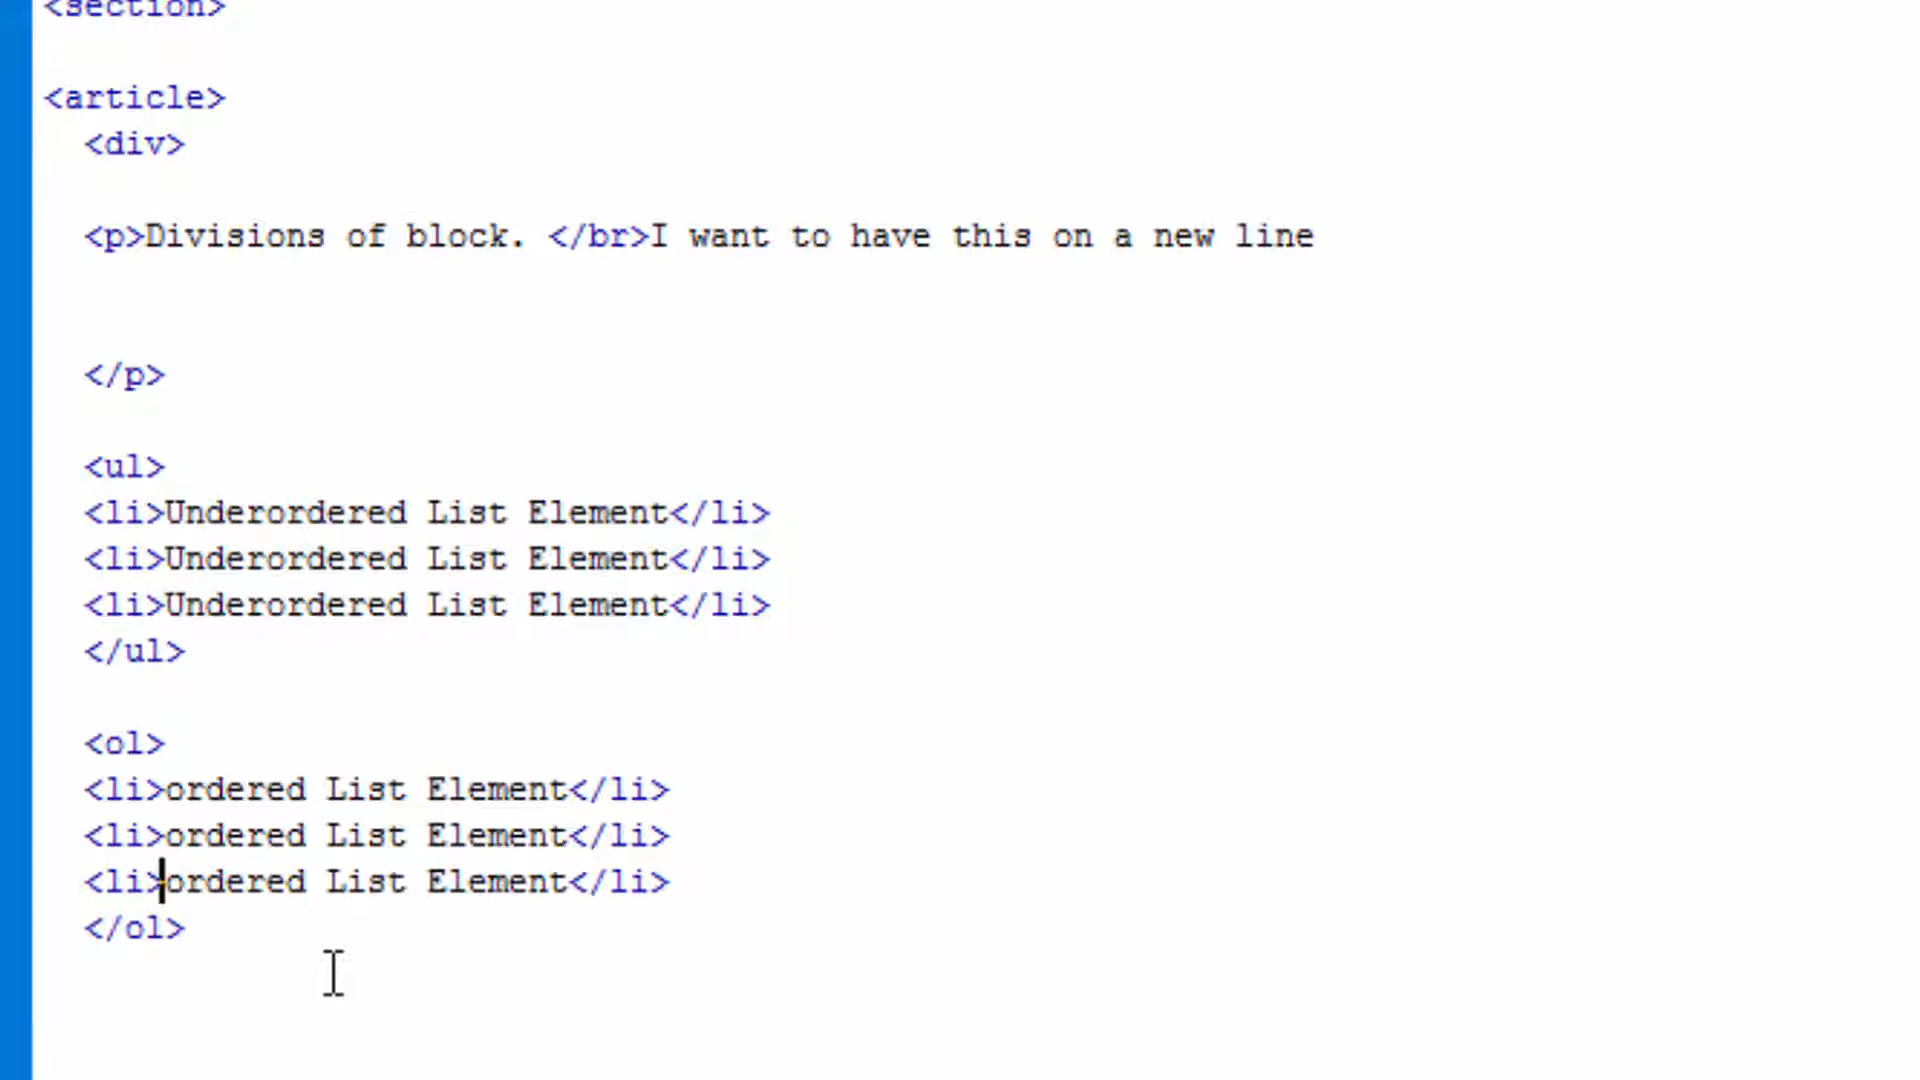 <section>
<article>
<div>
<p>Divisions of block. </br>I want to have this on a new line
</p>
<ul>
<li>Underordered List Element</li>
<li>Underordered List Element</li>
<li>Underordered List Element</li>
</ul>
<ol>
<li>ordered List Element</li>
<li>ordered List Element</li>
<li>ordered List Element</li>
</ol>